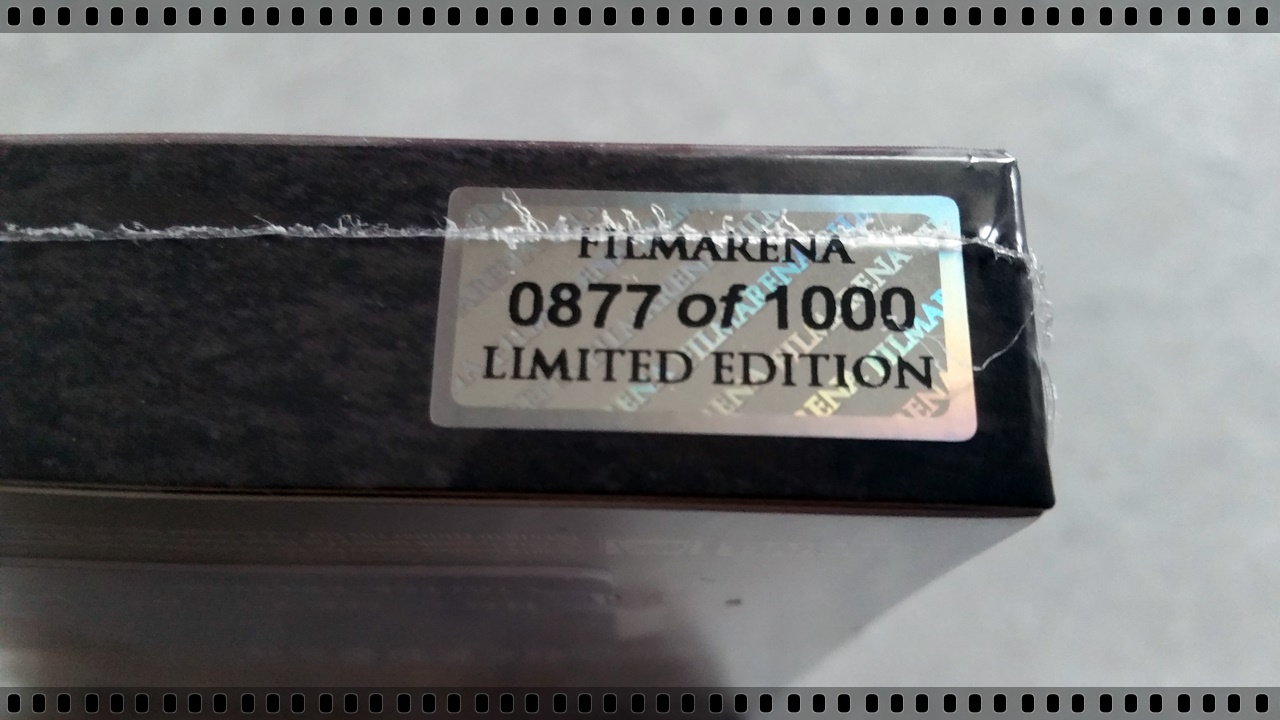 FILMARENA
0877 of 1000
LIMITED EDITION